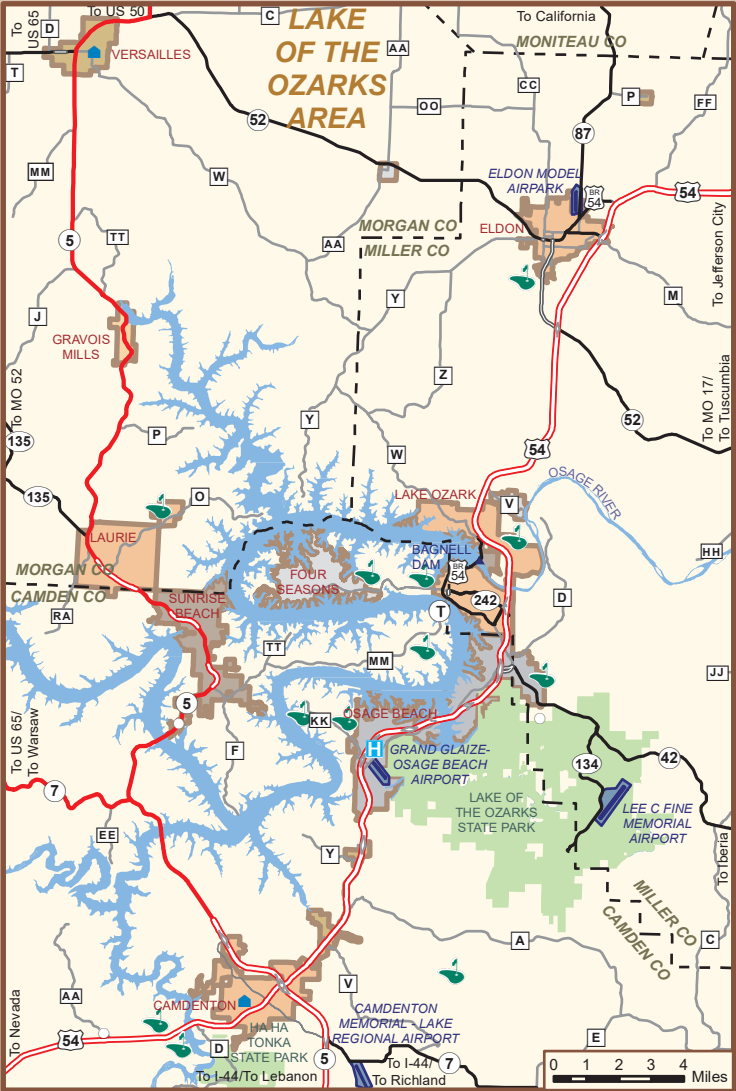 To US 50
To
US 65
D
C
LAKE
OF THE
OZARKS
AREA
AA
To California
MONITEAU CO
VERSAILLES
T
OO
CC
P
FF
52
87
MM
W
ELDON MODEL
AIRPARK
BR
54
54
ELDON
MORGAN CO
MILLER CO
AA
5
TT
To Jefferson City
Y
M
J
GRAVOIS
MILLS
Z
To MO 52
To MO 17/
To Tuscumbia
Y
52
135
P
W
54
135
O
LAKE OZARK
V
OSAGE RIVER
LAURIE
BAGNELL
DAM
HH
MORGAN CO
CAMDEN CO
FOUR
SEASONS
BR
54
242
D
SUNRISE
BEACH
T
RA
TT
MM
JJ
5
KK
OSAGE BEACH
To US 65/
To Warsaw
F
H
GRAND GLAIZE-
OSAGE BEACH
AIRPORT
42
134
7
LAKE OF
THE OZARKS
STATE PARK
LEE C FINE
MEMORIAL
AIRPORT
EE
Y
To Iberia
MILLER CO
CAMDEN CO
A
C
V
AA
CAMDENTON
CAMDENTON
MEMORIAL - LAKE
REGIONAL AIRPORT
To Nevada
HA HA
TONKA
STATE PARK
54
D
5
E
To I-44/To Lebanon
To I-44/
To Richland
7
0 1 2 3 4
Miles